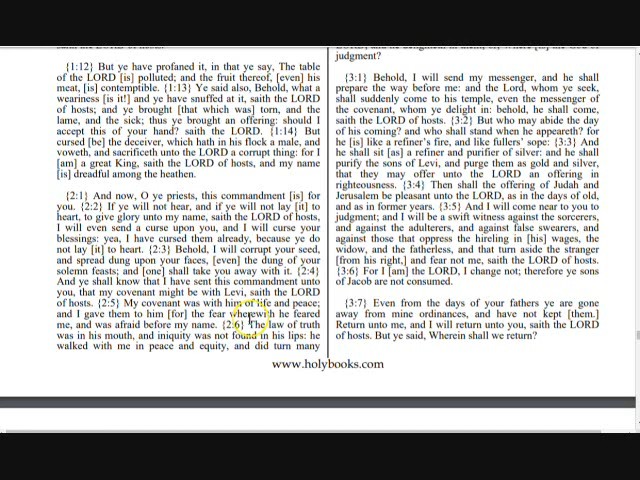 {1:12} But ye have profaned it, in that ye say, The table
of the LORD [is] polluted; and the fruit thereof, [even] his
meat, [is] contemptible. {1:13} Ye said also, Behold, what a
weariness [is it!] and ye have snuffed at it, saith the LORD
of hosts; and ye brought [that which was] torn, and the
lame, and the sick; thus ye brought an offering: should I
accept this of your hand? saith the LORD. {1:14} But
cursed [be] the deceiver, which hath in his flock a male, and
voweth, and sacrificeth unto the LORD a corrupt thing: for I
[am] a great King, saith the LORD of hosts, and my name
[is] dreadful among the heathen.
{2:1} And now, O ye priests, this commandment [is] for
you. {2:2} If ye will not hear, and if ye will not lay [it] to
heart, to give glory unto my name, saith the LORD of hosts,
I will even send a curse upon you, and I will curse your
blessings: yea, I have cursed them already, because ye do
not lay [it] to heart. {2:3} Behold, I will corrupt your seed,
and spread dung upon your faces, [even] the dung of your
solemn feasts; and [one] shall take you away with it. {2:4}
And ye shall know that I have sent this commandment unto
you, that my covenant might be with Levi, saith the LORD
of hosts. {2:5} My covenant was with him of life and peace;
and I gave them to him [for] the fear wherewith he feared
me, and was afraid before my name. {2:6} The law of truth
was in his mouth, and iniquity was not found in his lips: he
walked with me in peace and equity, and did turn many
judgment?
{3:1} Behold, I will send my messenger, and he shall
prepare the way before me: and the Lord, whom ye seek,
shall suddenly come to his temple, even the messenger of
the covenant, whom ye delight in: behold, he shall come,
saith the LORD of hosts. {3:2} But who may abide the day
of his coming? and who shall stand when he appeareth? for
he [is] like a refiner's fire, and like fullers' sope: {3:3} And
he shall sit [as] a refiner and purifier of silver: and he shall
purify the sons of Levi, and purge them as gold and silver,
that they may offer unto the LORD an offering in
righteousness. {3:4} Then shall the offering of Judah and
Jerusalem be pleasant unto the LORD, as in the days of old,
and as in former years. {3:5} And I will come near to you to
judgment; and I will be a swift witness against the sorcerers,
and against the adulterers, and against false swearers, and
against those that oppress the hireling in [his] wages, the
widow, and the fatherless, and that turn aside the stranger
[from his right,] and fear not me, saith the LORD of hosts.
{3:6} For I [am] the LORD, I change not; therefore ye sons
of Jacob are not consumed.
{3:7} Even from the days of your fathers ye are gone
away from mine ordinances, and have not kept [them.]
Return unto me, and I will return unto you, saith the LORD
of hosts. But ye said, Wherein shall we return?
www.holybooks.com